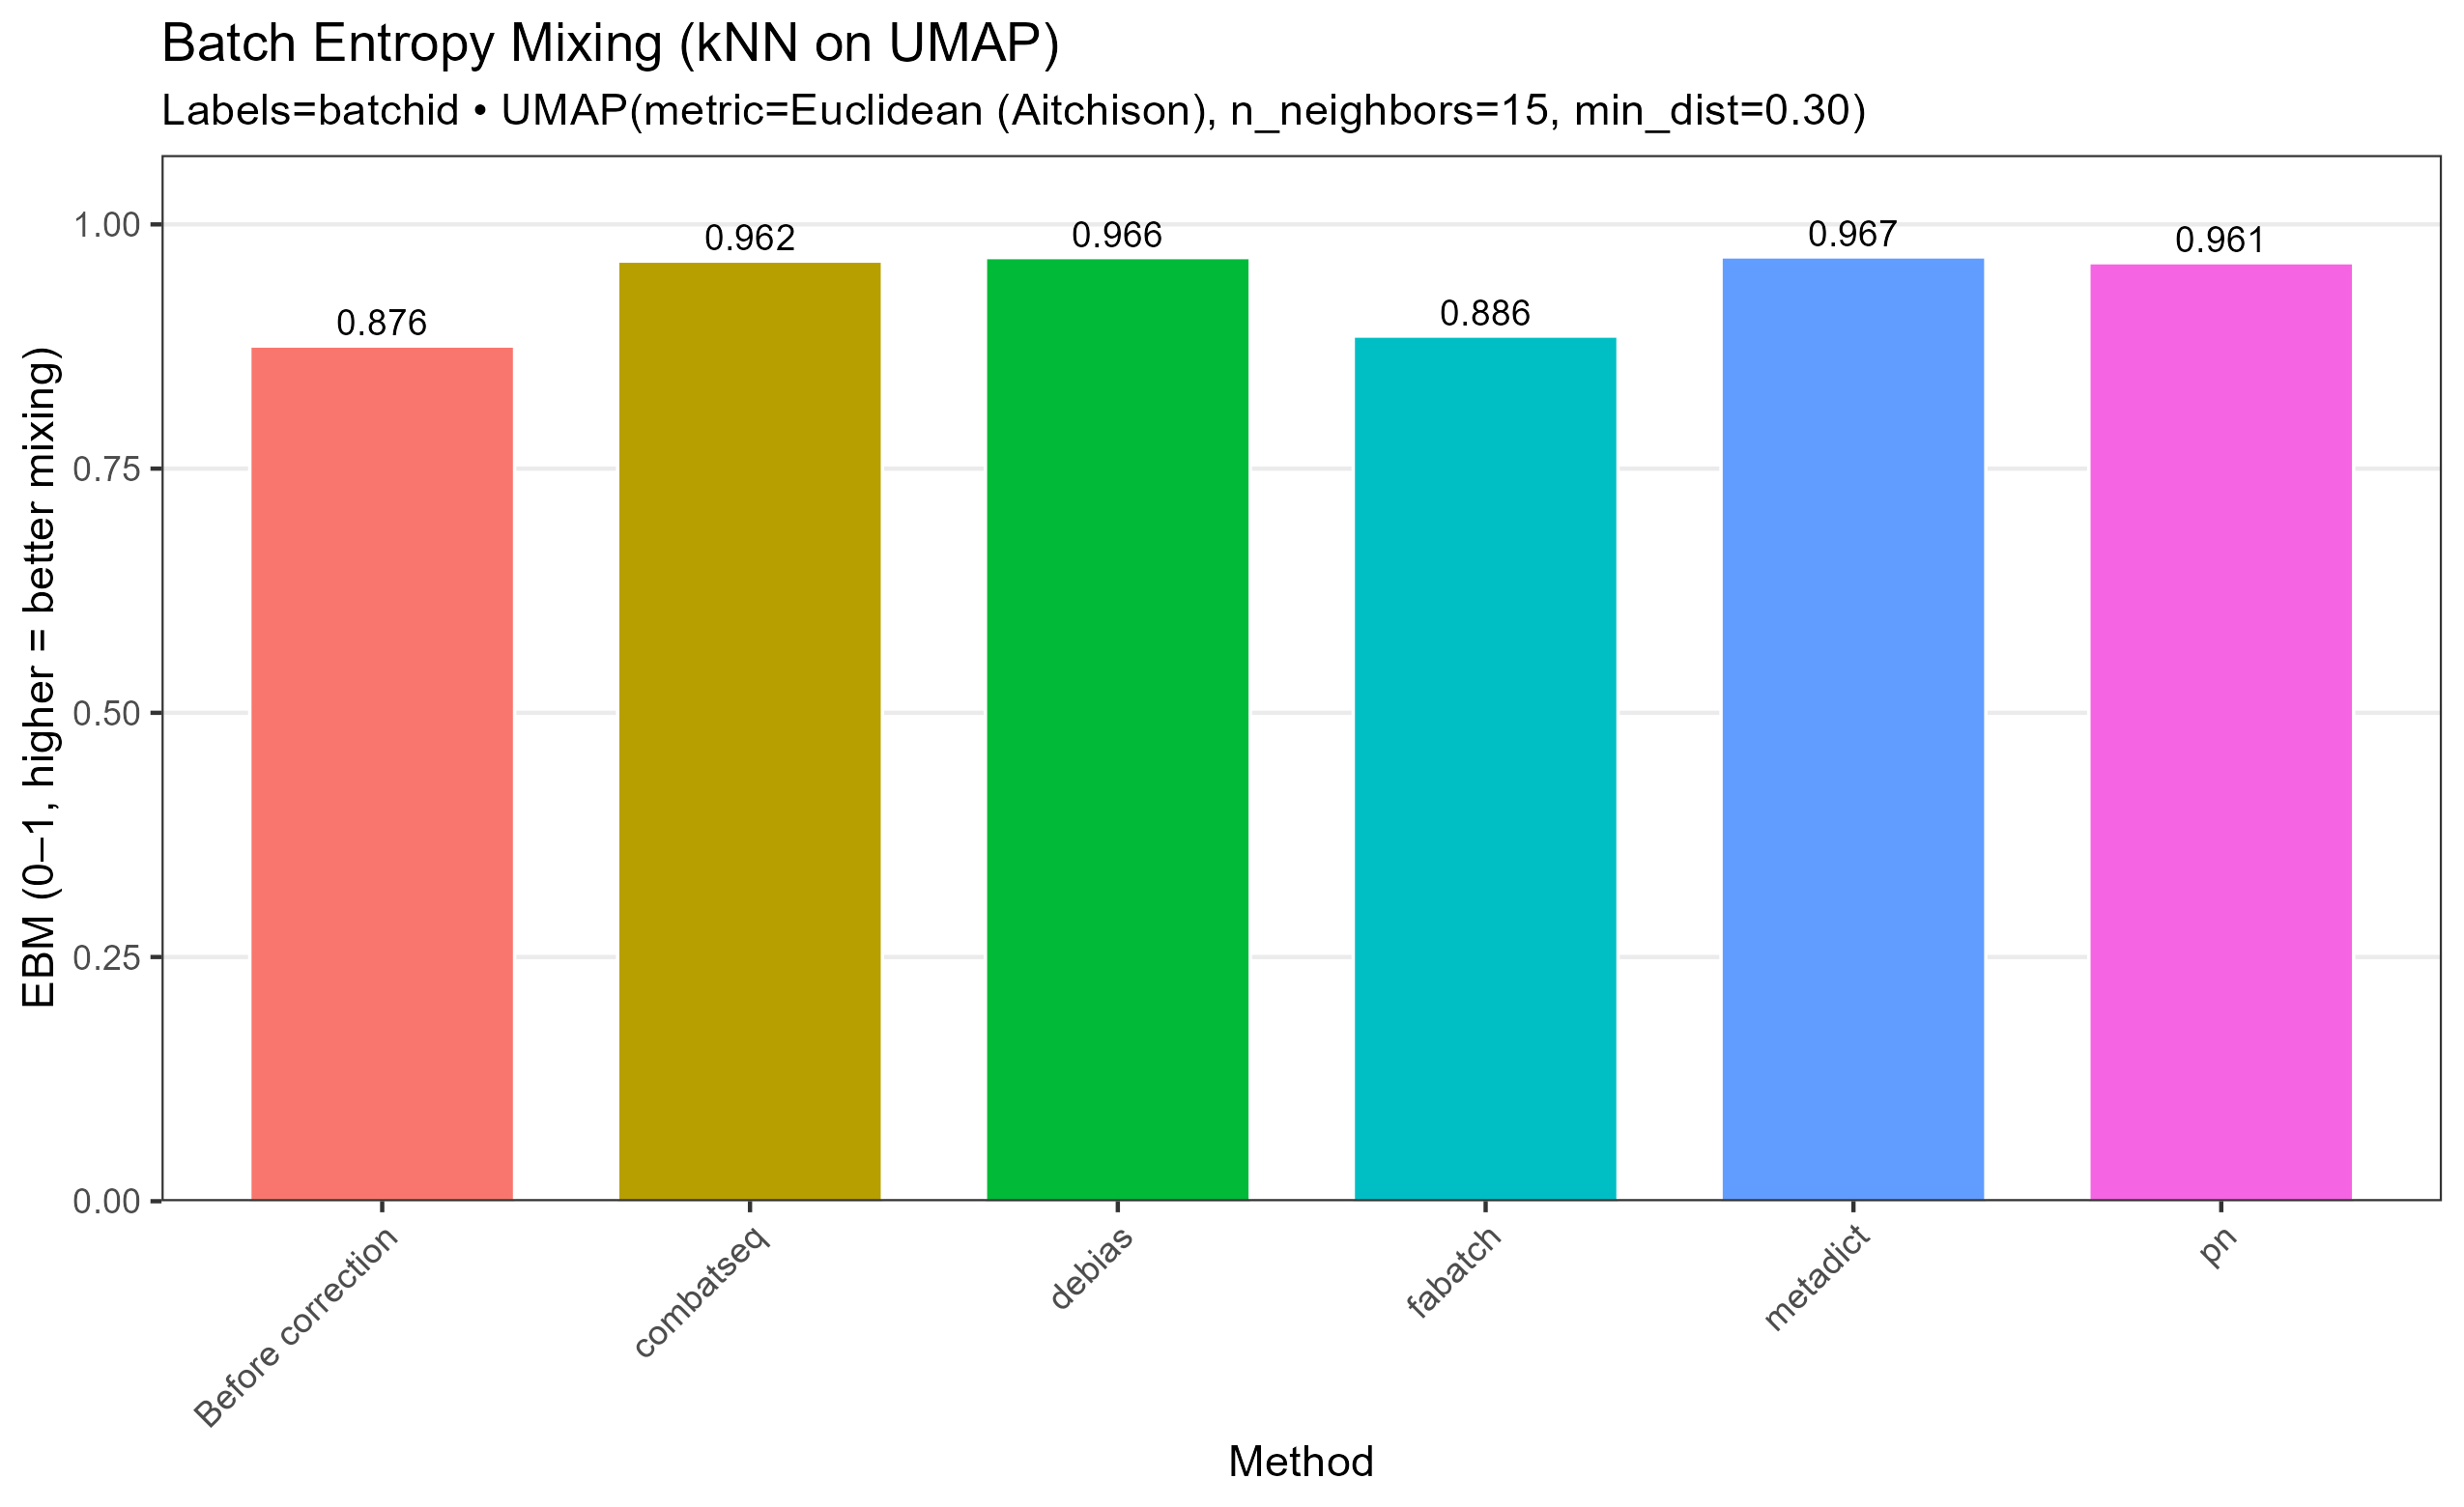 Batch Entropy Mixing (kNN on UMAP)
Labels=batchid • UMAP(metric=Euclidean (Aitchison), n_neighbors=15, min_dist=0.30)
EBM (0–1, higher = better mixing)
1.00
0.75
0.50
0.25
0.00
0.876
0.962
0.966
0.886
0.967
0.961
Before correction
combatseq
debias
fabatch
metadict
pn
Method